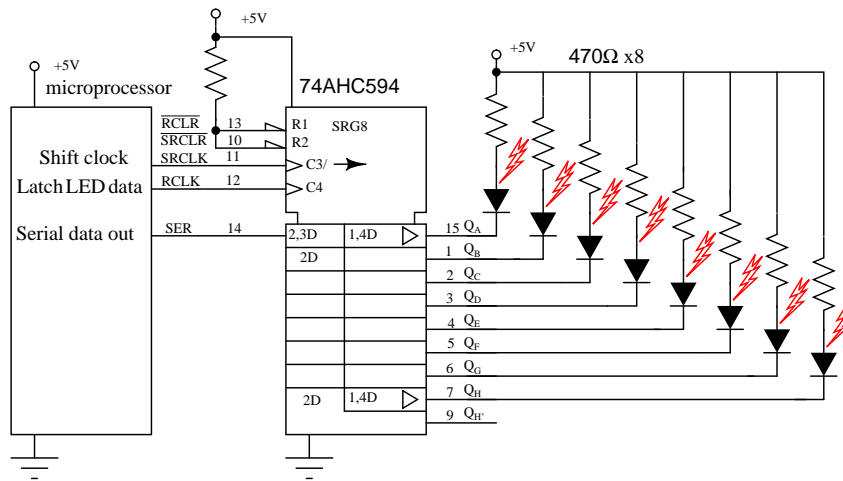 +5V
+5V
+5V
470Ω x8
microprocessor
74AHC594
RCLR 13 R1 SRG8
SRCLR 10 R2
Shift clock SRCLK 11 C3/
Latch LED data RCLK 12 C4
Serial data out SER 14 2,3D 1,4D 15 QA
2D 1 QB
2 QC
3 QD
4 QE
5 QF
6 QG
2D 1,4D 7 QH
9 QH'